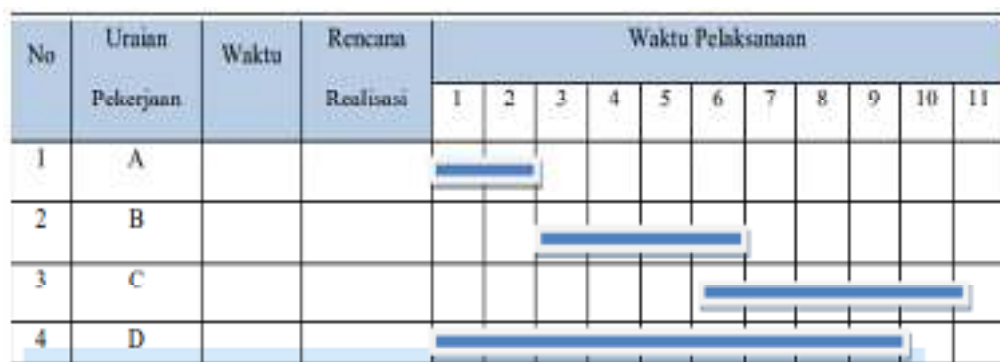 No Uraian Pekerjaan Waktu Rencana Realisasi Waktu Pelaksanaan
1 2 3 4 5 6 7 8 9 10 11
1 A
2 B
3 C
4 D